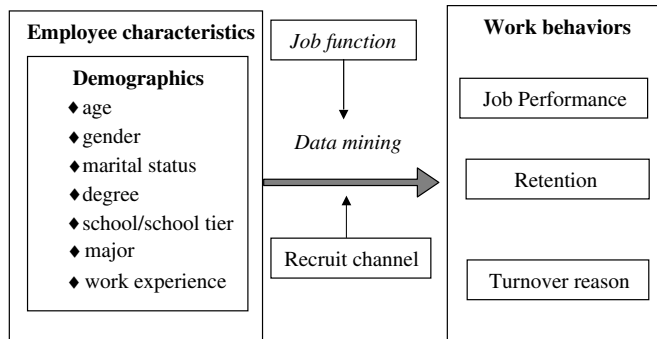 Employee characteristics
Demographics
♦ age
♦ gender
♦ marital status
♦ degree
♦ school/school tier
♦ major
♦ work experience
Job function
Data mining
Recruit channel
Work behaviors
Job Performance
Retention
Turnover reason